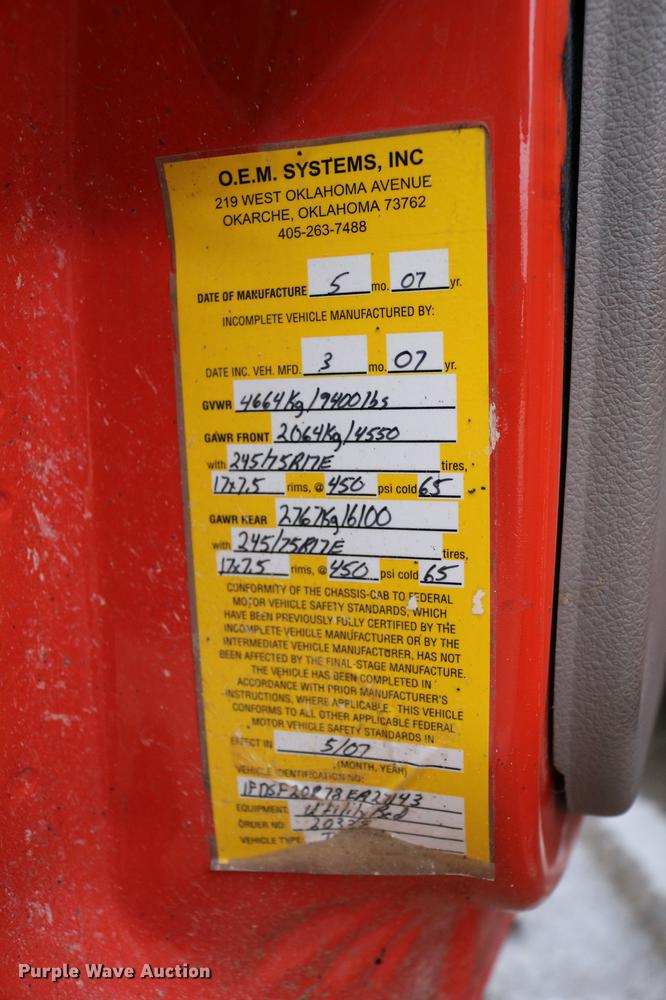 O.E.M. SYSTEMS, INC
219 WEST OKLAHOMA AVENUE
OKARCHE, OKLAHOMA 73762
405-263-7488
DATE OF MANUFACTURE 5 mo. 07 yr.
INCOMPLETE VEHICLE MANUFACTURED BY:
DATE INC. VEH. MFD. 3 mo. 07 yr.
GVWR 4664Kg/9400lbs
GAWR FRONT 2064Kg/4550
with 245/75R17E tires,
17x7.5 rims, @ 450 psi cold 65
GAWR REAR 2767Kg/6100
with 245/75R17E tires,
17x7.5 rims, @ 450 psi cold 65
CONFORMITY OF THE CHASSIS-CAB TO FEDERAL
MOTOR VEHICLE SAFETY STANDARDS, WHICH
HAVE BEEN PREVIOUSLY FULLY CERTIFIED BY THE
INCOMPLETE VEHICLE MANUFACTURER OR BY THE
INTERMEDIATE VEHICLE MANUFACTURER, HAS NOT
BEEN AFFECTED BY THE FINAL-STAGE MANUFACTURE.
THE VEHICLE HAS BEEN COMPLETED IN
ACCORDANCE WITH PRIOR MANUFACTURER'S
INSTRUCTIONS, WHERE APPLICABLE. THIS VEHICLE
CONFORMS TO ALL OTHER APPLICABLE FEDERAL
MOTOR VEHICLE SAFETY STANDARDS IN
EFFECT IN 5/07
(MONTH, YEAR)
VEHICLE IDENTIFICATION NO:
EQUIPMENT Utility Bed
ORDER NO
VEHICLE TYPE
Purple Wave Auction